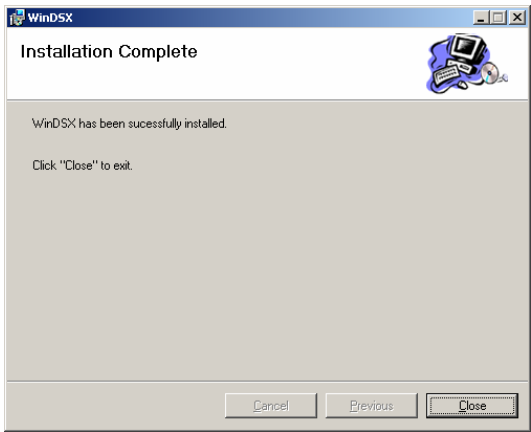 WinDSX
Installation Complete
WinDSX has been sucessfully installed.
Click "Close" to exit.
Cancel Previous Close